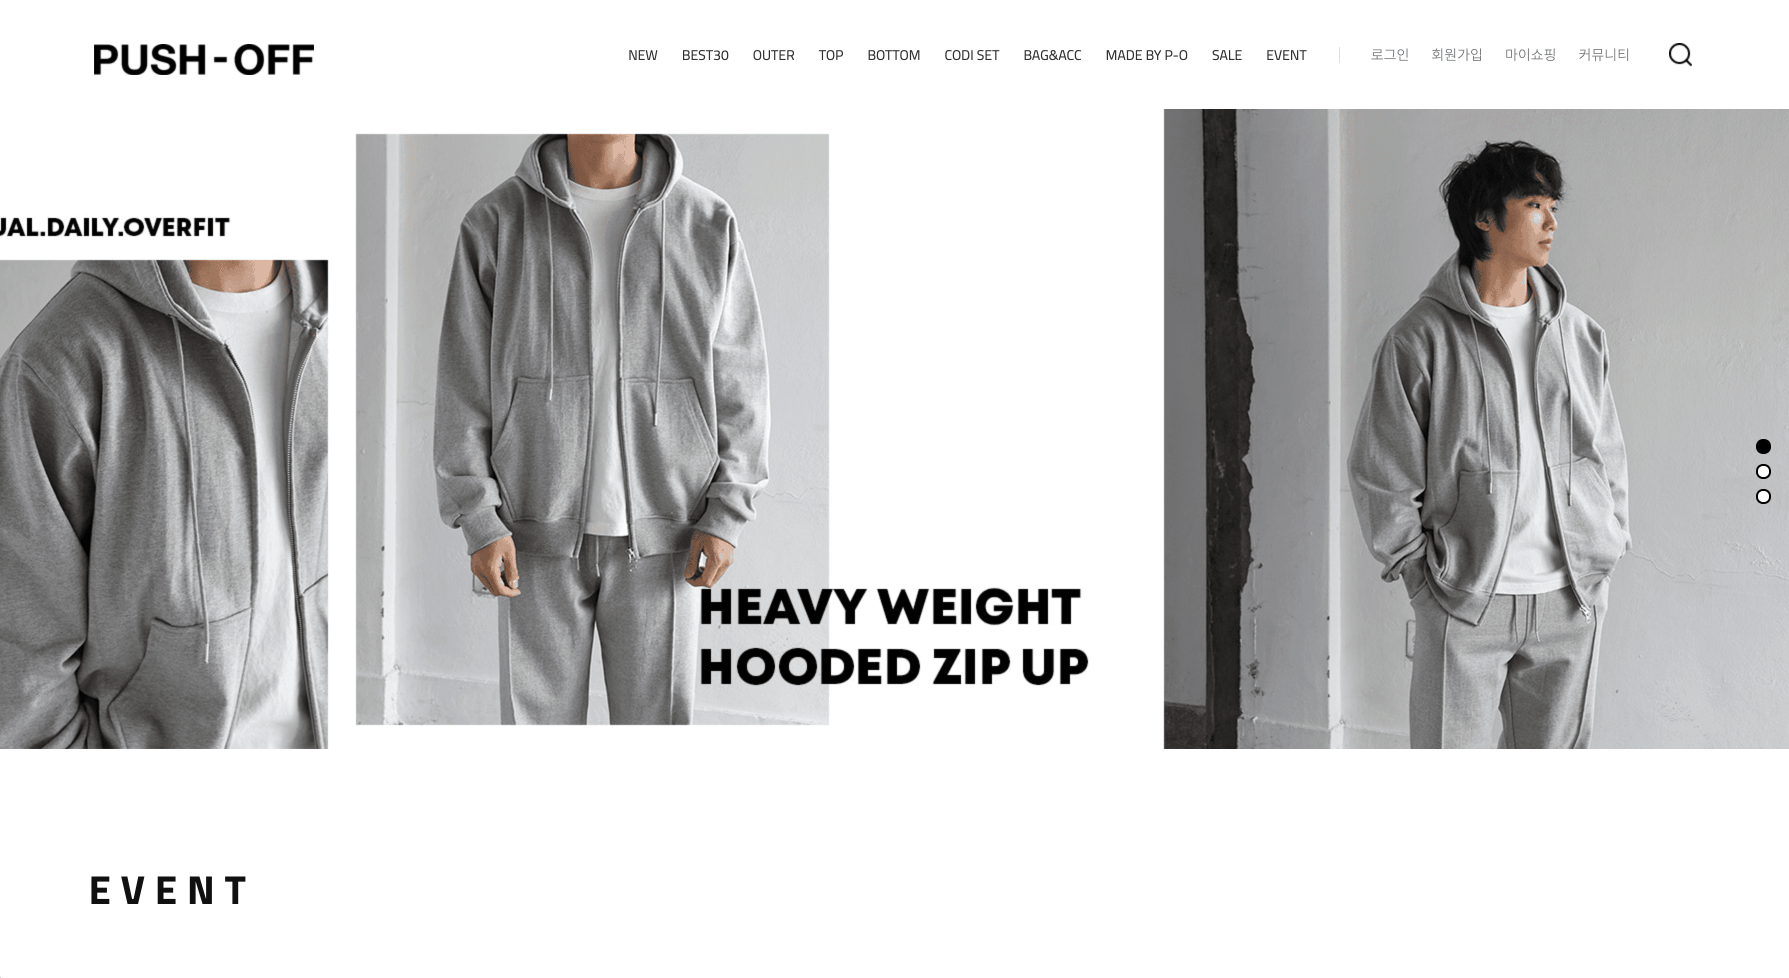 PUSH-OFF
NEW BEST30 OUTER TOP BOTTOM CODI SET BAG&ACC MADE BY P-O SALE EVENT 로그인 회원가입 마이쇼핑 커뮤니티
UAL.DAILY.OVERFIT
HEAVY WEIGHT
HOODED ZIP UP
EVENT